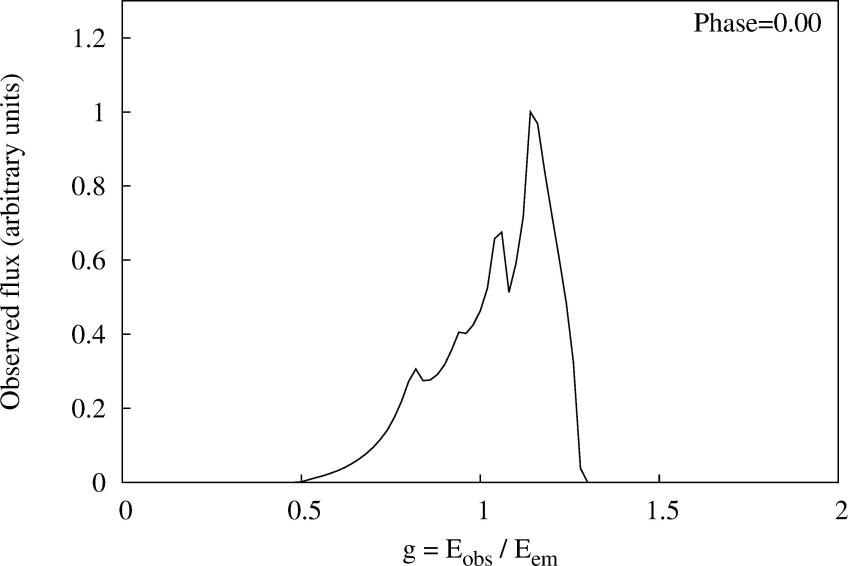 Phase=0.00
Observed flux (arbitrary units)
1.2
1
0.8
0.6
0.4
0.2
0
0 0.5 1 1.5 2
g = E_obs / E_em